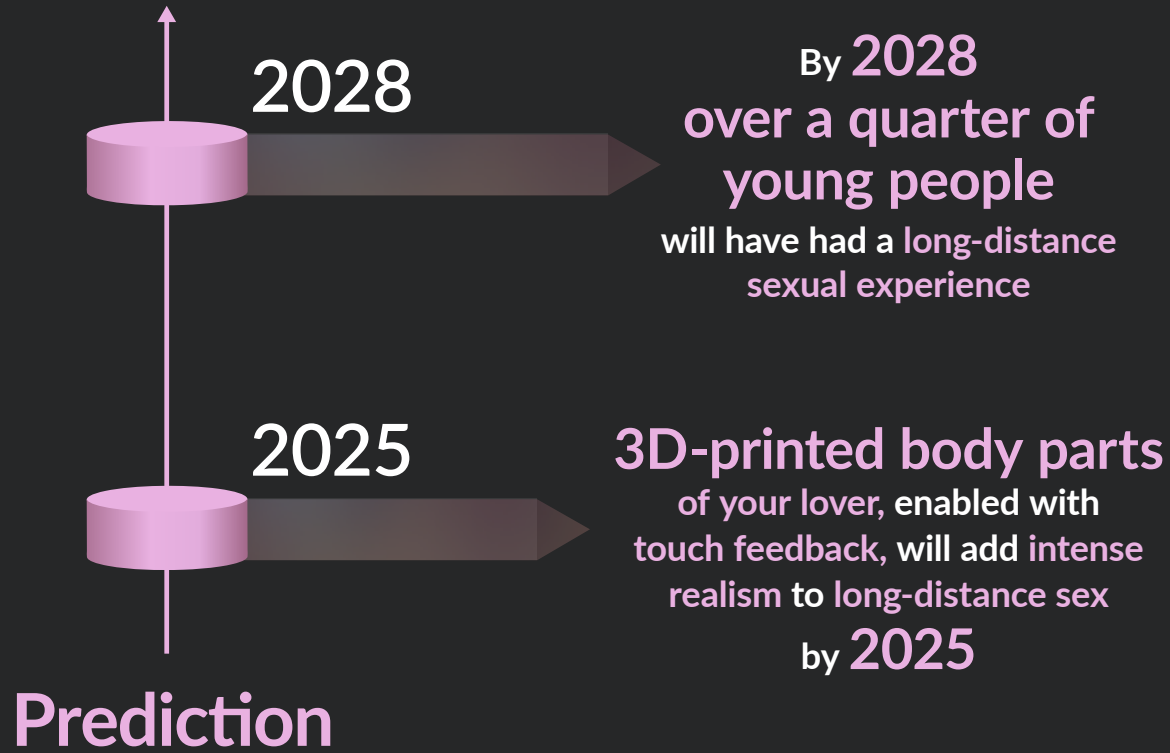 2028
By 2028
over a quarter of
young people
will have had a long-distance
sexual experience
2025
3D-printed body parts
of your lover, enabled with
touch feedback, will add intense
realism to long-distance sex
by 2025
Prediction